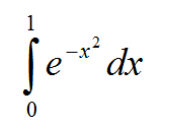 ∫₀¹ e^{-x²} dx